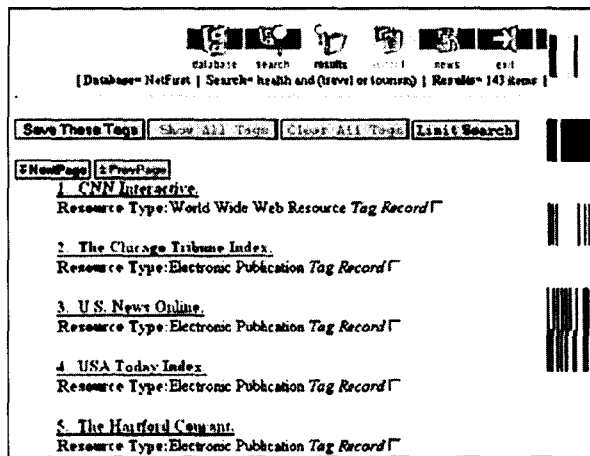 database search results record news exit
[ Database= NetFirst | Search= health and (travel or tourism) | Results= 143 items ]
Save These Tags Show All Tags Clear All Tags Limit Search
NextPage PrevPage
1. CNN Interactive.
Resource Type: World Wide Web Resource Tag Record
2. The Chicago Tribune Index.
Resource Type: Electronic Publication Tag Record
3. U.S. News Online.
Resource Type: Electronic Publication Tag Record
4. USA Today Index.
Resource Type: Electronic Publication Tag Record
5. The Hartford Courant.
Resource Type: Electronic Publication Tag Record